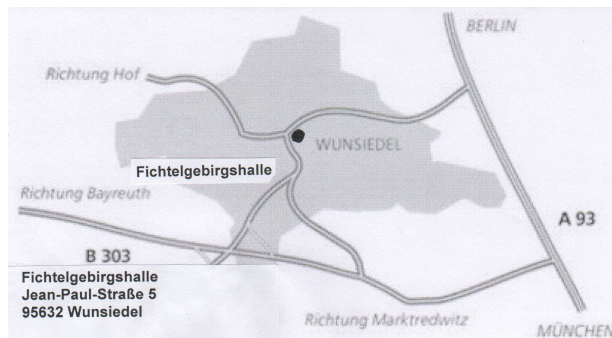 BERLIN
Richtung Hof
WUNSIEDEL
Fichtelgebirgshalle
Richtung Bayreuth
A 93
B 303
Fichtelgebirgshalle
Jean-Paul-Straße 5
95632 Wunsiedel
Richtung Marktredwitz
MÜNCHEN